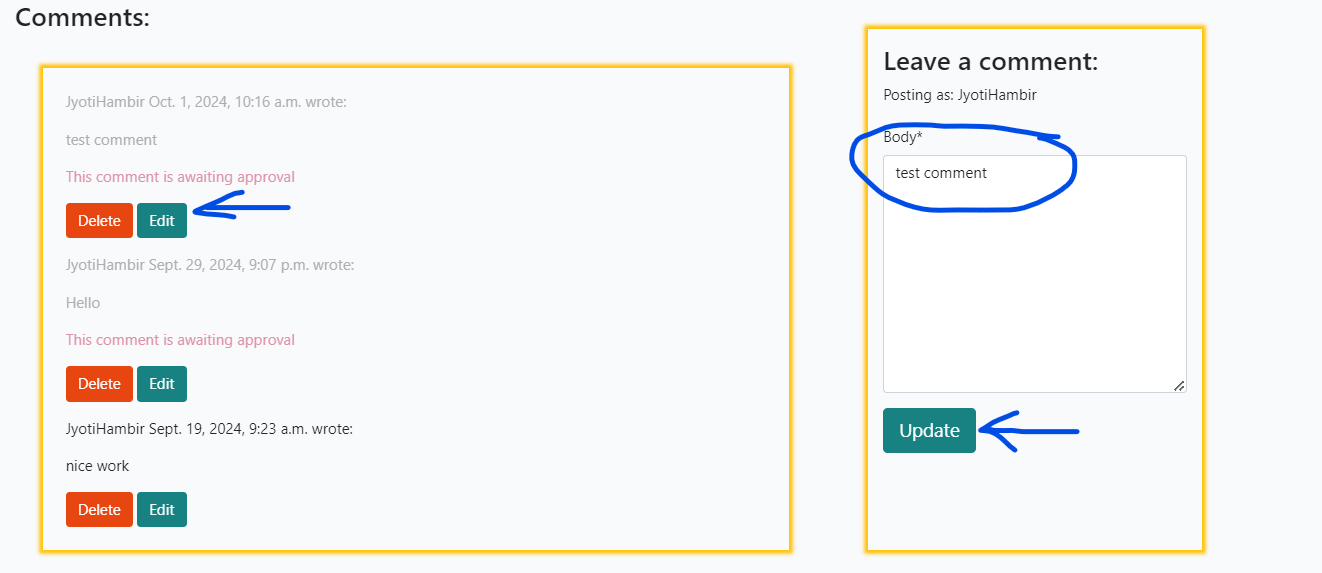 Comments:
JyotiHambir Oct. 1, 2024, 10:16 a.m. wrote:
test comment
This comment is awaiting approval
Delete Edit
JyotiHambir Sept. 29, 2024, 9:07 p.m. wrote:
Hello
This comment is awaiting approval
Delete Edit
JyotiHambir Sept. 19, 2024, 9:23 a.m. wrote:
nice work
Delete Edit
Leave a comment:
Posting as: JyotiHambir
Body*
test comment
Update